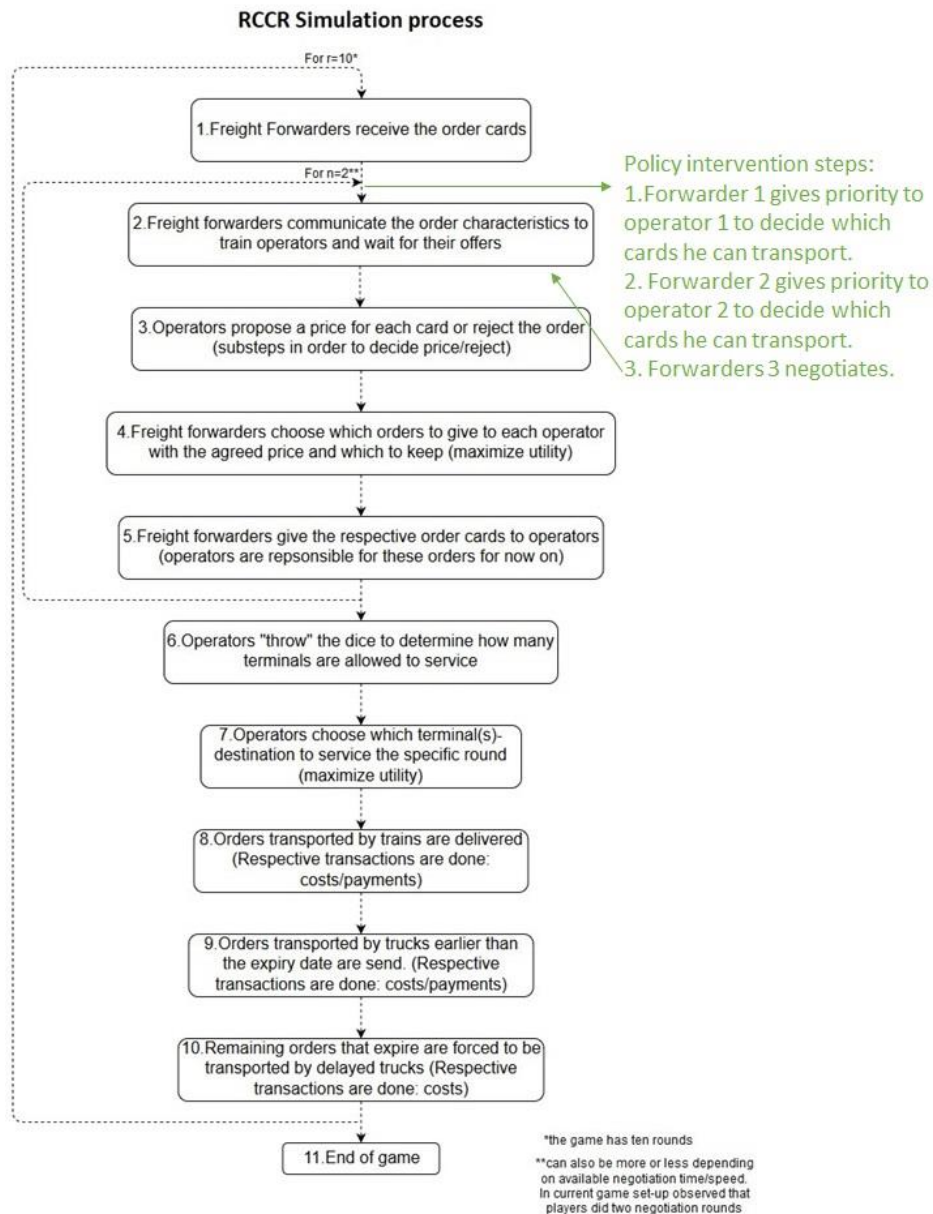 RCCR Simulation process
For r=10*
1.Freight Forwarders receive the order cards
For n=2**
2.Freight forwarders communicate the order characteristics to
train operators and wait for their offers
Policy intervention steps:
1.Forwarder 1 gives priority to
operator 1 to decide which
cards he can transport.
2. Forwarder 2 gives priority to
operator 2 to decide which
cards he can transport.
3. Forwarders 3 negotiates.
3.Operators propose a price for each card or reject the order
(substeps in order to decide price/reject)
4.Freight forwarders choose which orders to give to each operator
with the agreed price and which to keep (maximize utility)
5.Freight forwarders give the respective order cards to operators
(operators are repsonsible for these orders for now on)
6.Operators "throw" the dice to determine how many
terminals are allowed to service
7.Operators choose which terminal(s)-
destination to service the specific round
(maximize utility)
8.Orders transported by trains are delivered
(Respective transactions are done:
costs/payments)
9.Orders transported by trucks earlier than
the expiry date are send. (Respective
transactions are done: costs/payments)
10.Remaining orders that expire are forced to be
transported by delayed trucks (Respective
transactions are done: costs)
11.End of game
*the game has ten rounds
**can also be more or less depending
on available negotiation time/speed.
In current game set-up observed that
players did two negotiation rounds